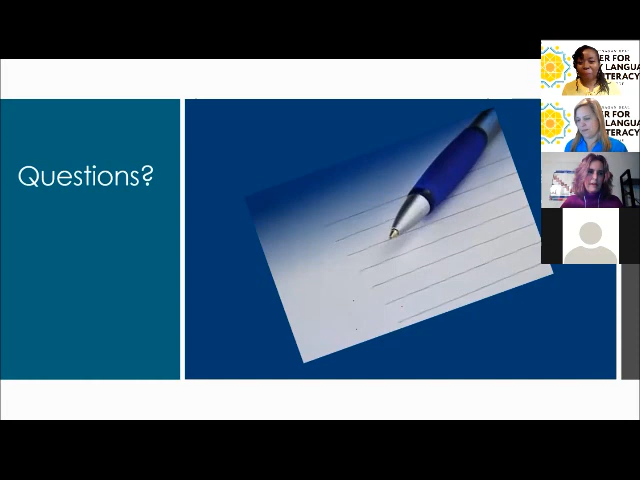 Questions?
ER FOR
LANGUA
TERACY
ER FOR
LANGUA
TERACY